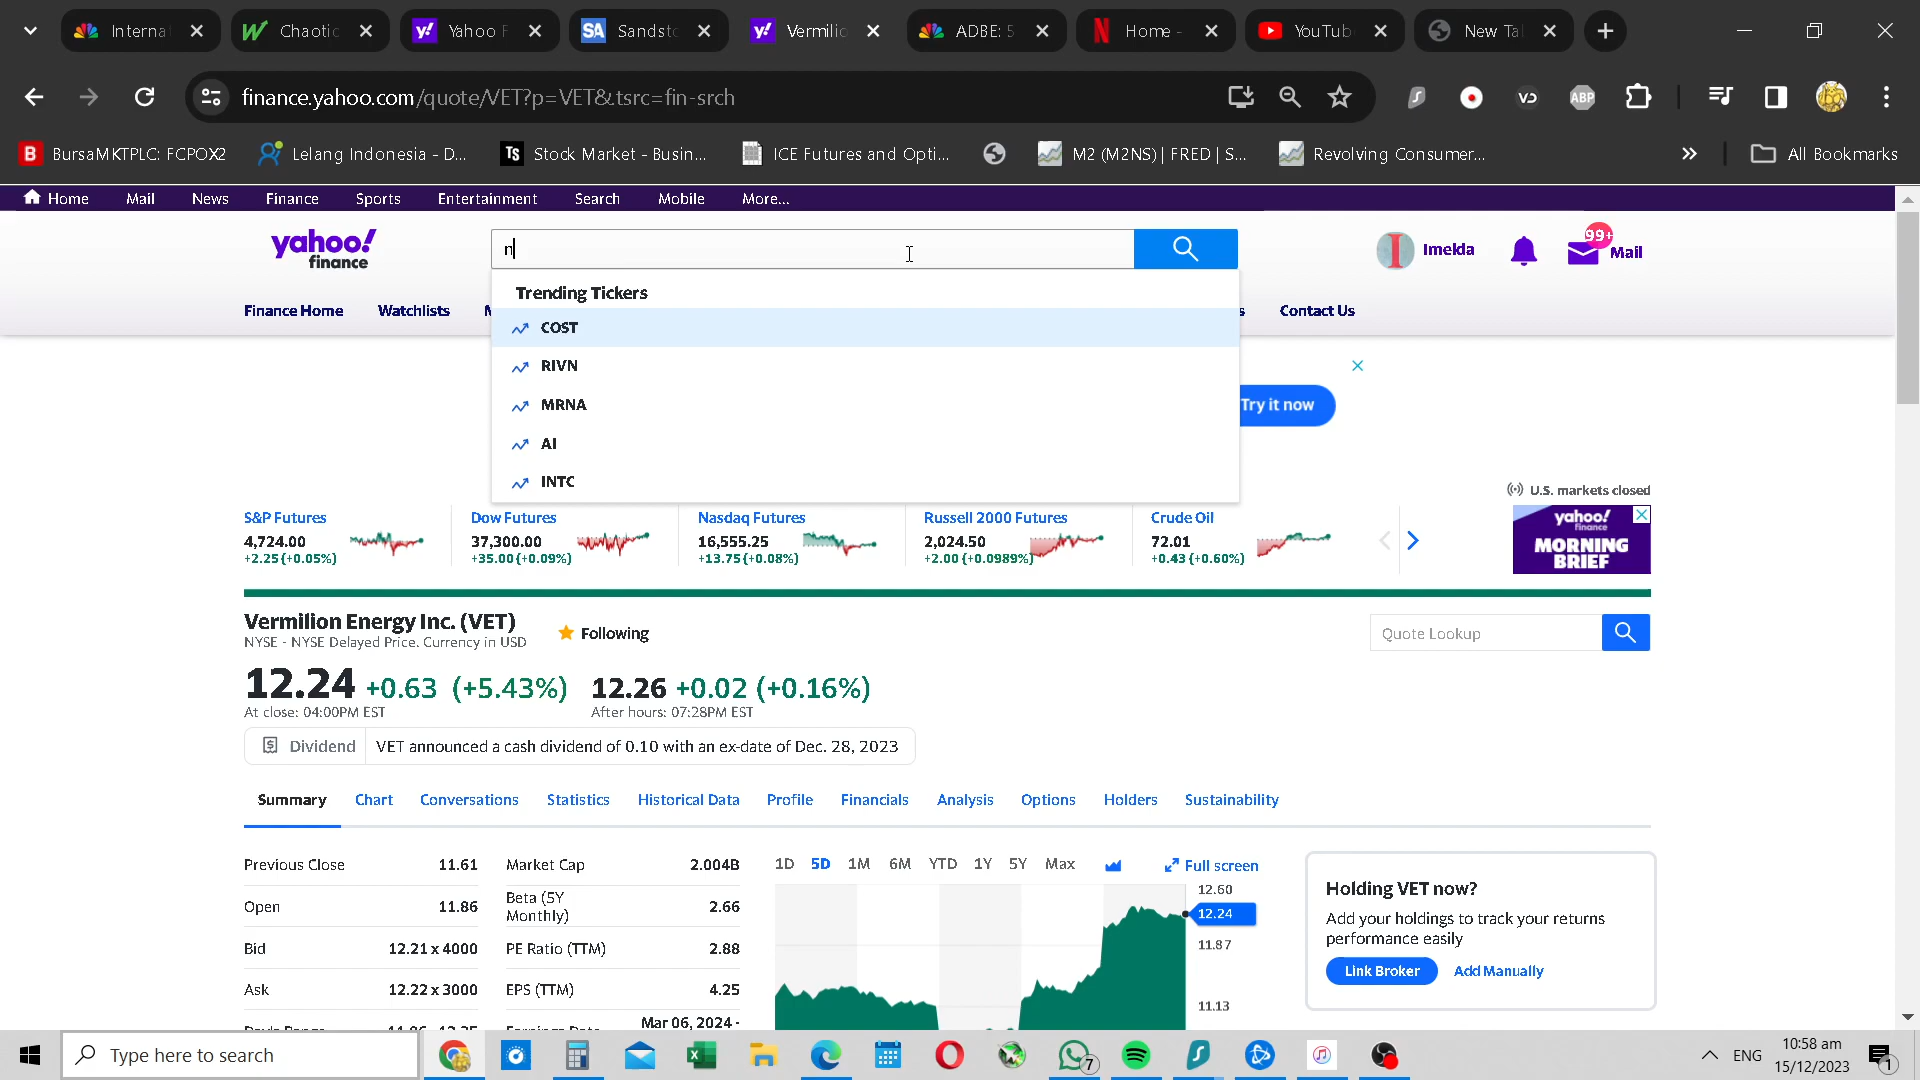 Interna
Chaotic
Yahoo F
Sandsto
Vermilio
ADBE: 5
Home -
YouTub
New Ta
finance.yahoo.com/quote/VET?p=VET&tsrc=fin-srch
BursaMKTPLC: FCPOX2
Lelang Indonesia - D...
Stock Market - Busin...
ICE Futures and Opti...
M2 (M2NS) | FRED | S...
Revolving Consumer...
All Bookmarks
Home Mail News Finance Sports Entertainment Search Mobile More...
yahoo!
finance
n
Imelda
99+
Mail
Trending Tickers
Finance Home
Watchlists
Contact Us
COST
RIVN
MRNA
AI
INTC
Try it now
U.S. markets closed
S&P Futures
4,724.00
+2.25 (+0.05%)
Dow Futures
37,300.00
+35.00 (+0.09%)
Nasdaq Futures
16,555.25
+13.75 (+0.08%)
Russell 2000 Futures
2,024.50
+2.00 (+0.0989%)
Crude Oil
72.01
+0.43 (+0.60%)
yahoo!
finance
MORNING
BRIEF
Vermilion Energy Inc. (VET)
NYSE - NYSE Delayed Price. Currency in USD
Following
Quote Lookup
12.24 +0.63 (+5.43%)
At close: 04:00PM EST
12.26 +0.02 (+0.16%)
After hours: 07:28PM EST
Dividend
VET announced a cash dividend of 0.10 with an ex-date of Dec. 28, 2023
Summary Chart Conversations Statistics Historical Data Profile Financials Analysis Options Holders Sustainability
Previous Close 11.61
Open 11.86
Bid 12.21 x 4000
Ask 12.22 x 3000
Market Cap 2.004B
Beta (5Y
Monthly) 2.66
PE Ratio (TTM) 2.88
EPS (TTM) 4.25
Mar 06, 2024 -
1D 5D 1M 6M YTD 1Y 5Y Max
Full screen
12.60
12.24
11.87
11.13
Holding VET now?
Add your holdings to track your returns
performance easily
Link Broker
Add Manually
Type here to search
7
ENG
10:58 am
15/12/2023
1